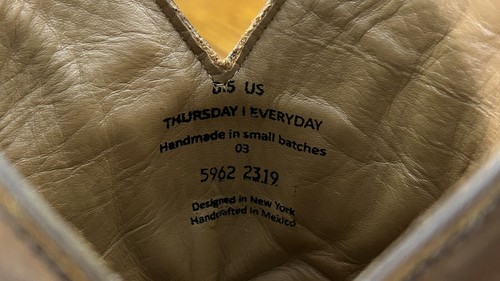 8.5 US
THURSDAY | EVERYDAY
Handmade in small batches
03
5962 2319
Designed in New York
Handcrafted in Mexico